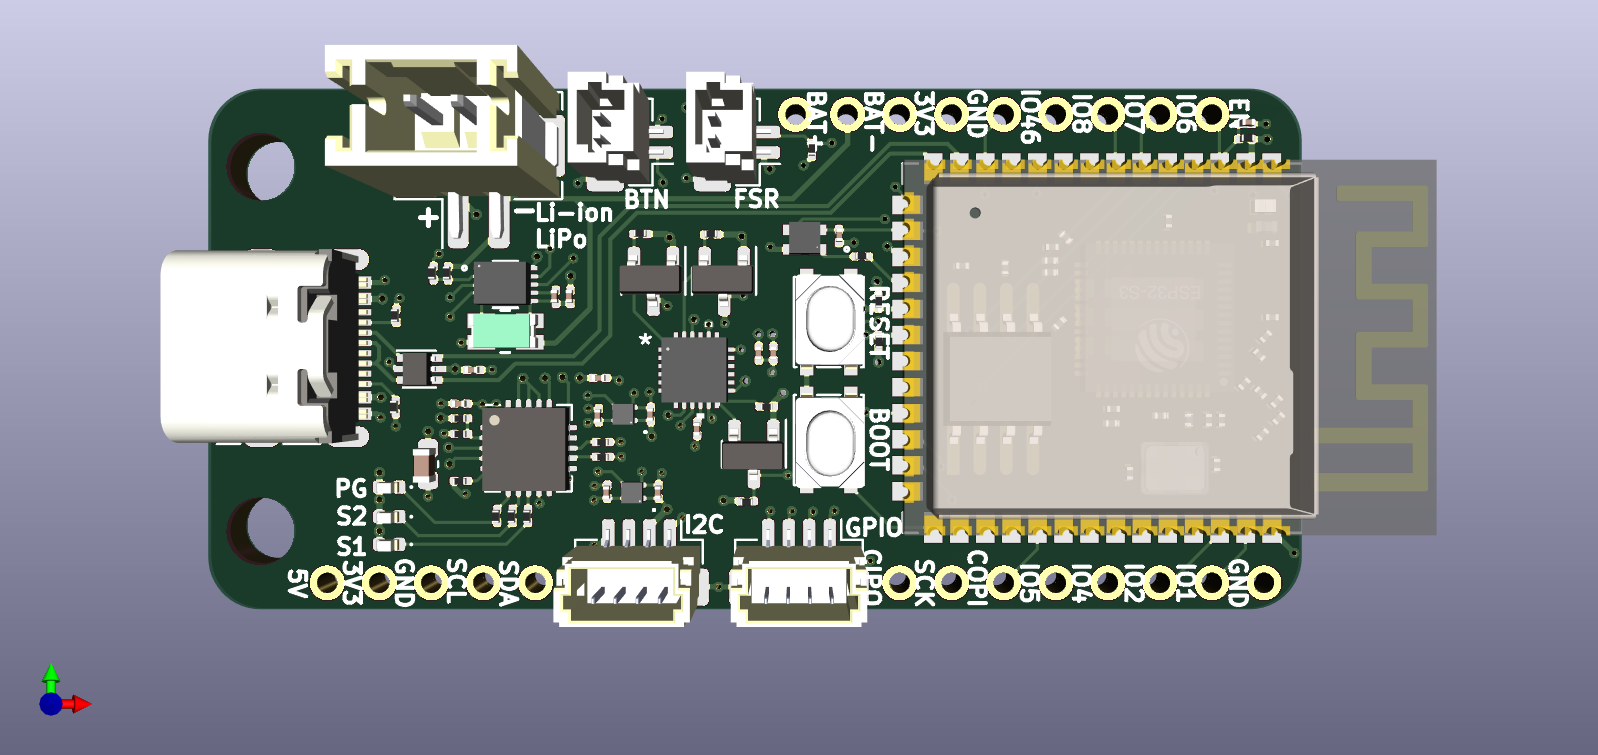 BAT+
BAT-
3V3
GND
IO46
IO8
IO7
IO6
EN
BTN
FSR
+
-
Li-ion
LiPo
RESET
*
ESP32-S3
BOOT
PG
S2
S1
I2C
GPIO
5V
3V3
GND
SCL
SDA
CIPO
SCK
COPI
IO5
IO4
IO2
IO1
GND